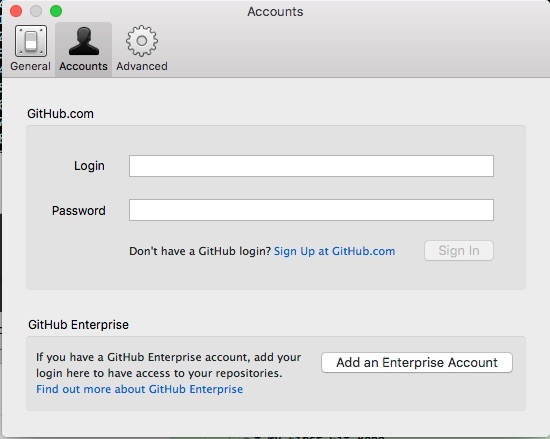 Accounts
General Accounts Advanced
GitHub.com
Login
Password
Don't have a GitHub login? Sign Up at GitHub.com Sign In
GitHub Enterprise
If you have a GitHub Enterprise account, add your
login here to have access to your repositories.
Find out more about GitHub Enterprise
Add an Enterprise Account